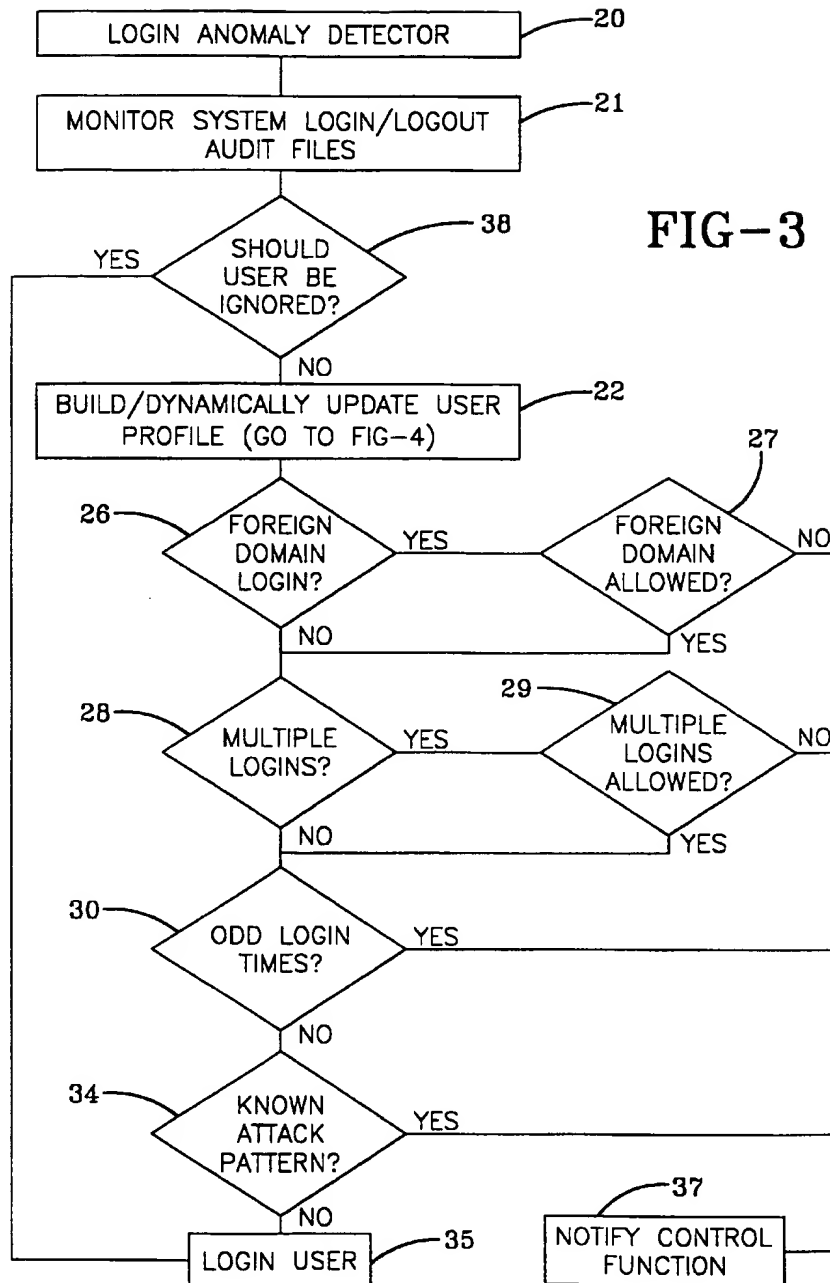 LOGIN ANOMALY DETECTOR
20
MONITOR SYSTEM LOGIN/LOGOUT
AUDIT FILES
21
FIG-3
SHOULD
USER BE
IGNORED?
38
YES
NO
BUILD/DYNAMICALLY UPDATE USER
PROFILE (GO TO FIG-4)
22
26
FOREIGN
DOMAIN
LOGIN?
YES
NO
27
FOREIGN
DOMAIN
ALLOWED?
NO
YES
28
MULTIPLE
LOGINS?
YES
NO
29
MULTIPLE
LOGINS
ALLOWED?
NO
YES
30
ODD LOGIN
TIMES?
YES
NO
34
KNOWN
ATTACK
PATTERN?
YES
NO
LOGIN USER
35
37
NOTIFY CONTROL
FUNCTION